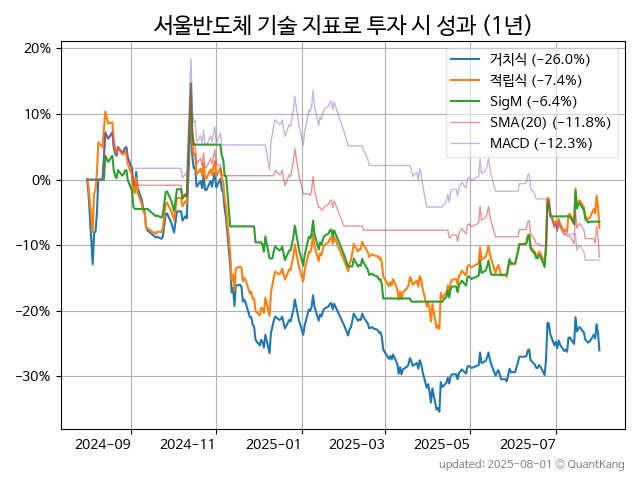 서울반도체 기술 지표로 투자 시 성과 (1년)
20%
10%
0%
−10%
−20%
−30%
거치식 (−26.0%)
적립식 (−7.4%)
SigM (−6.4%)
SMA(20) (−11.8%)
MACD (−12.3%)
2024-09
2024-11
2025-01
2025-03
2025-05
2025-07
updated: 2025-08-01 © QuantKang